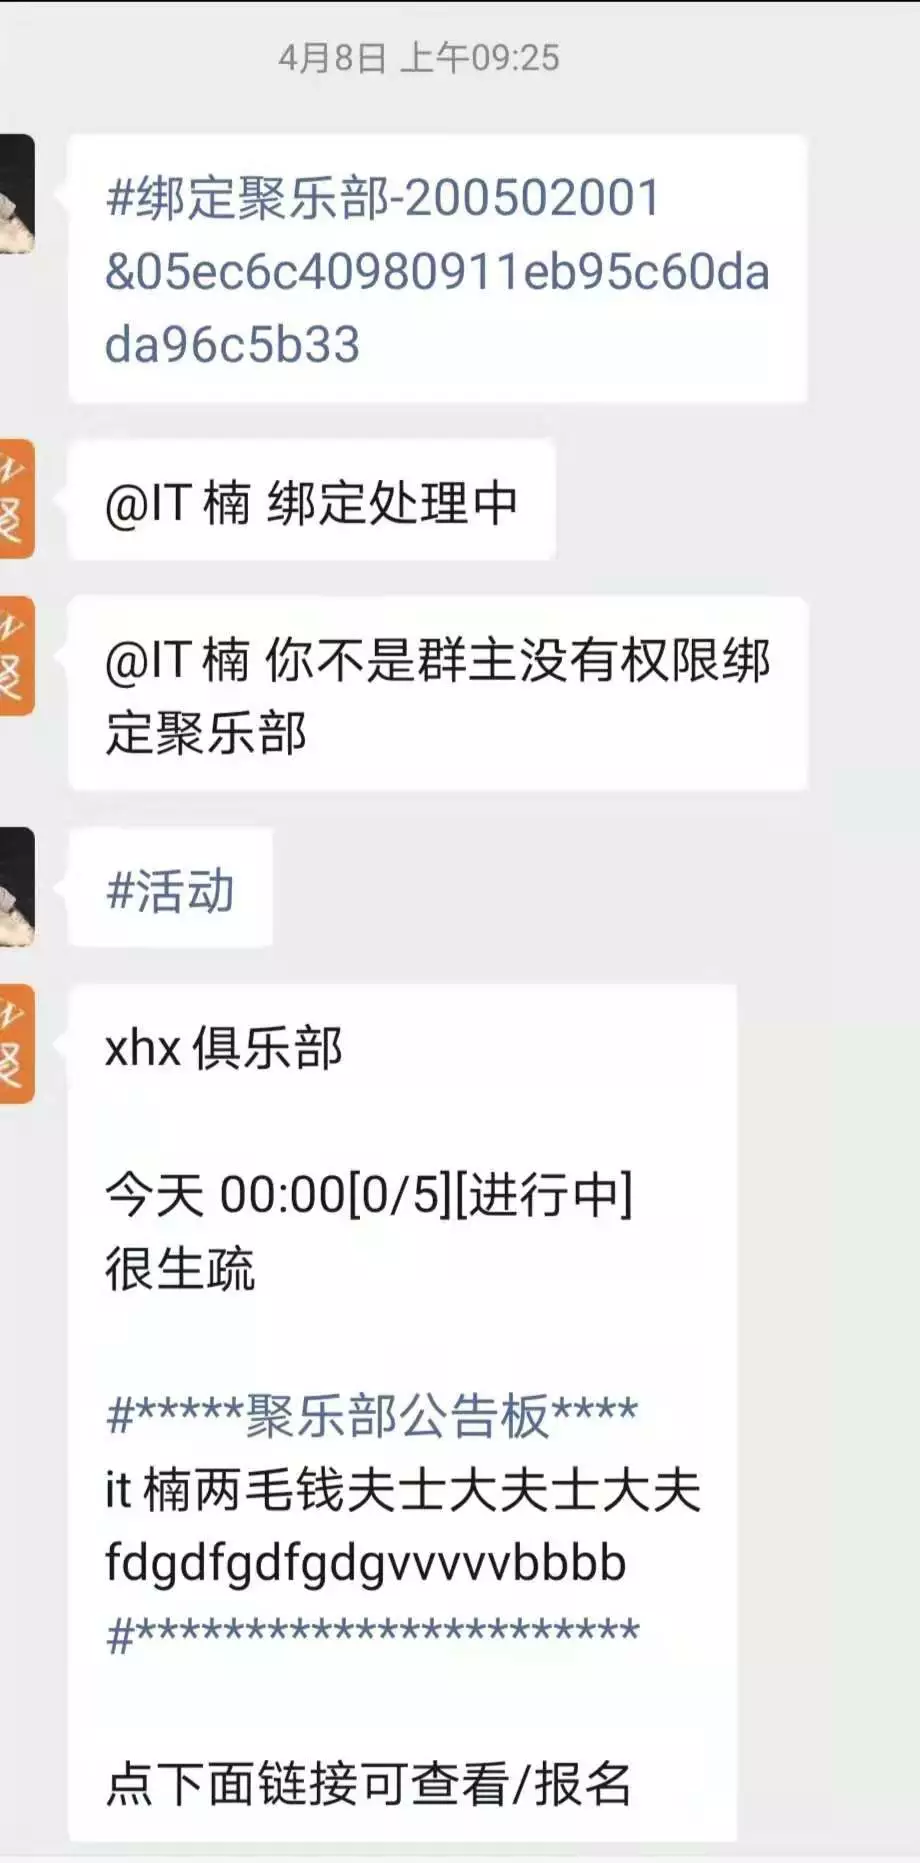 4月8日 上午09:25
#绑定聚乐部-200502001
&05ec6c40980911eb95c60da
da96c5b33
@IT 楠 绑定处理中
@IT 楠 你不是群主没有权限绑
定聚乐部
#活动
xhx 俱乐部
今天 00:00[0/5][进行中]
很生疏
#*****聚乐部公告板****
it 楠两毛钱夫士大夫士大夫
fdgdfgdfgdgvvvvvbbbb
#***********************
点下面链接可查看/报名